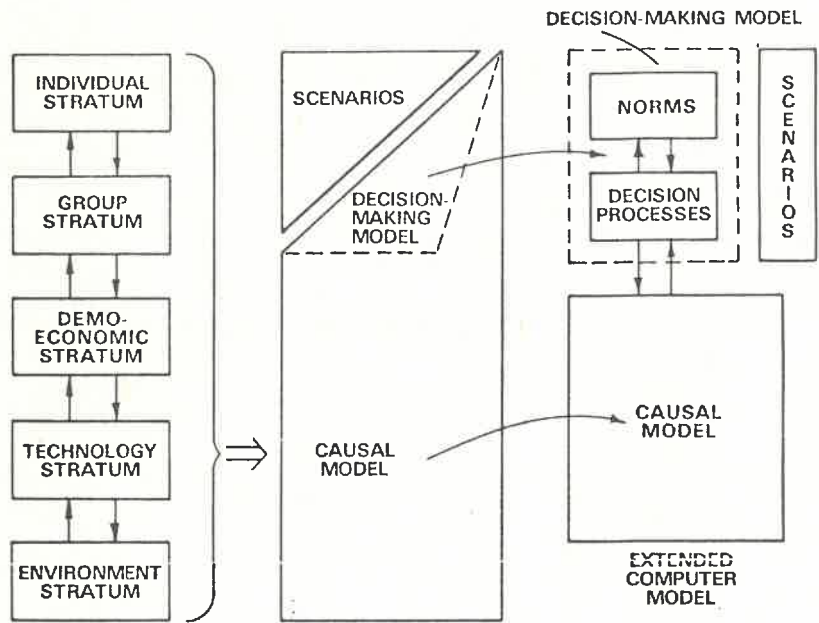 INDIVIDUAL
STRATUM
GROUP
STRATUM
DEMO-
ECONOMIC
STRATUM
TECHNOLOGY
STRATUM
ENVIRONMENT
STRATUM
SCENARIOS
DECISION-
MAKING
MODEL
CAUSAL
MODEL
DECISION-MAKING MODEL
NORMS
DECISION
PROCESSES
SCENARIOS
CAUSAL
MODEL
EXTENDED
COMPUTER
MODEL